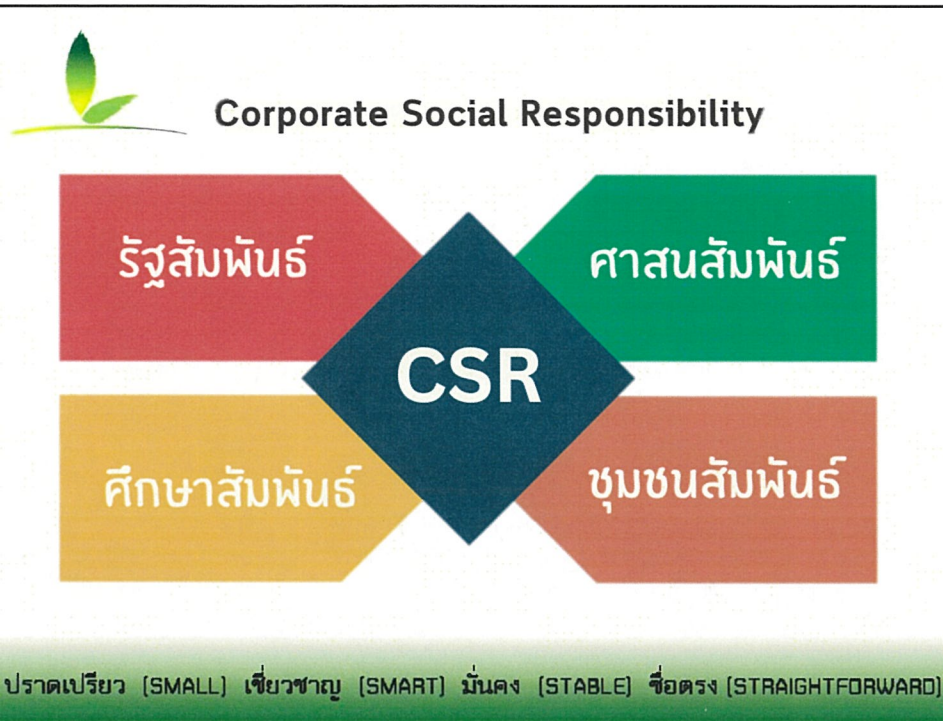 Corporate Social Responsibility
รัฐสัมพันธ์
ศาสนสัมพันธ์
CSR
ศึกษาสัมพันธ์
ชุมชนสัมพันธ์
ปราดเปรียว (SMALL) เชี่ยวชาญ (SMART) มั่นคง (STABLE) ซื่อตรง (STRAIGHTFORWARD)